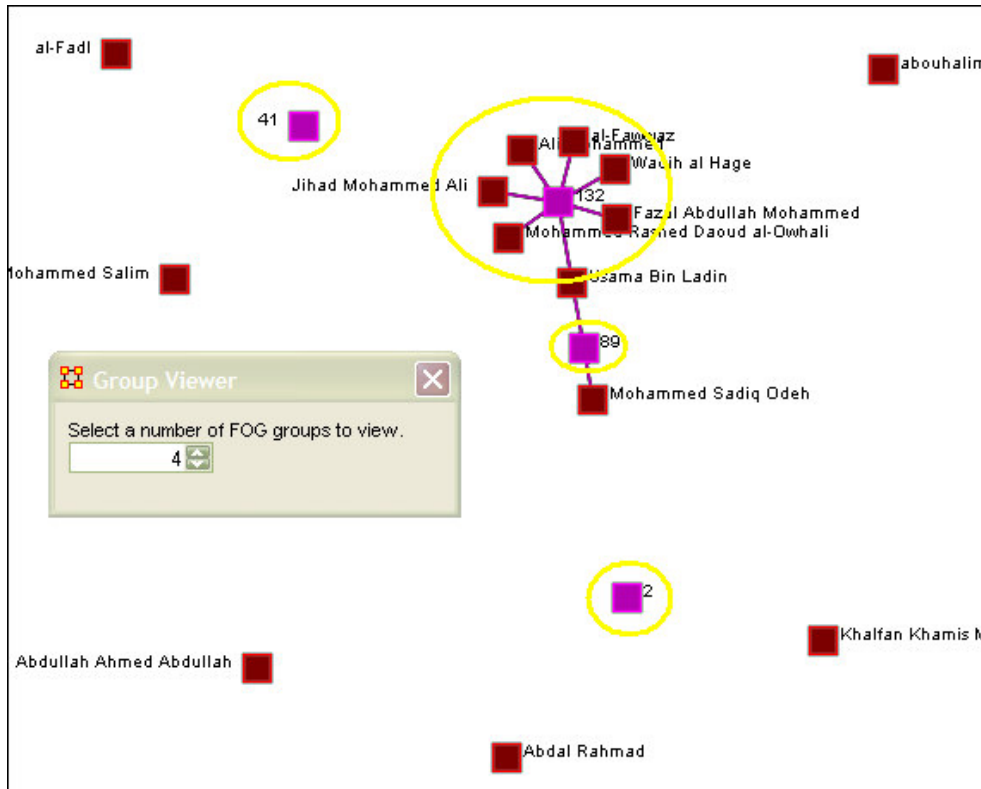 al-Fadl
abouhalim
41
al-Fawwaz
Ali Mohammed
Wadih al Hage
Jihad Mohammed Ali
132
Fazul Abdullah Mohammed
Mohammed Rashed Daoud al-Owhali
Mohammed Salim
Usama Bin Ladin
89
Group Viewer
Mohammed Sadiq Odeh
Select a number of FOG groups to view.
4
2
Khalfan Khamis M
Abdullah Ahmed Abdullah
Abdal Rahmad